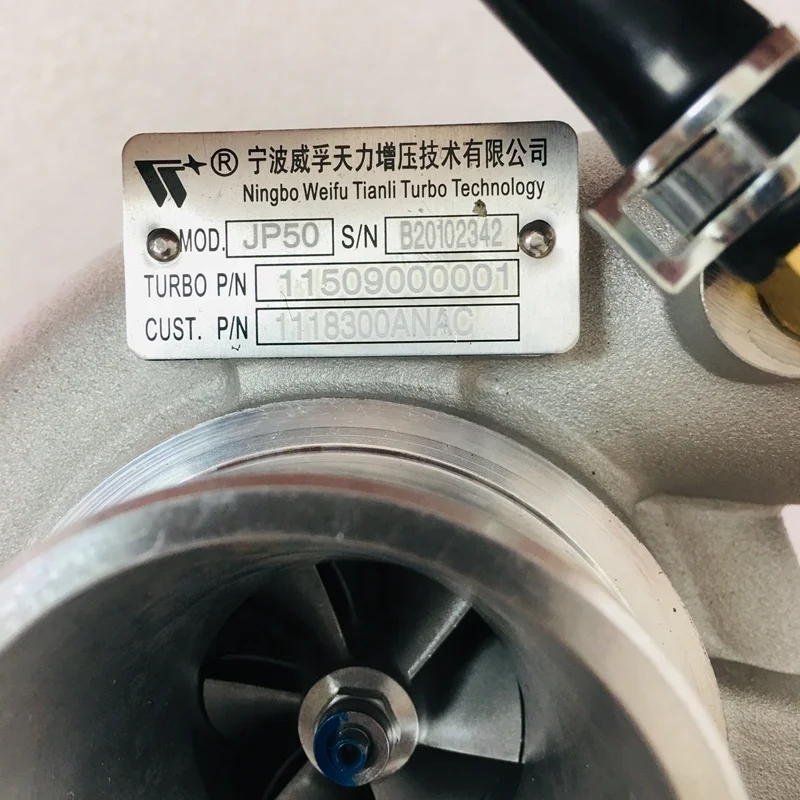 ® 宁波威孚天力增压技术有限公司
Ningbo Weifu Tianli Turbo Technology
MOD. JP50 S/N B20102342
TURBO P/N 11509000001
CUST. P/N 1118300ANAC